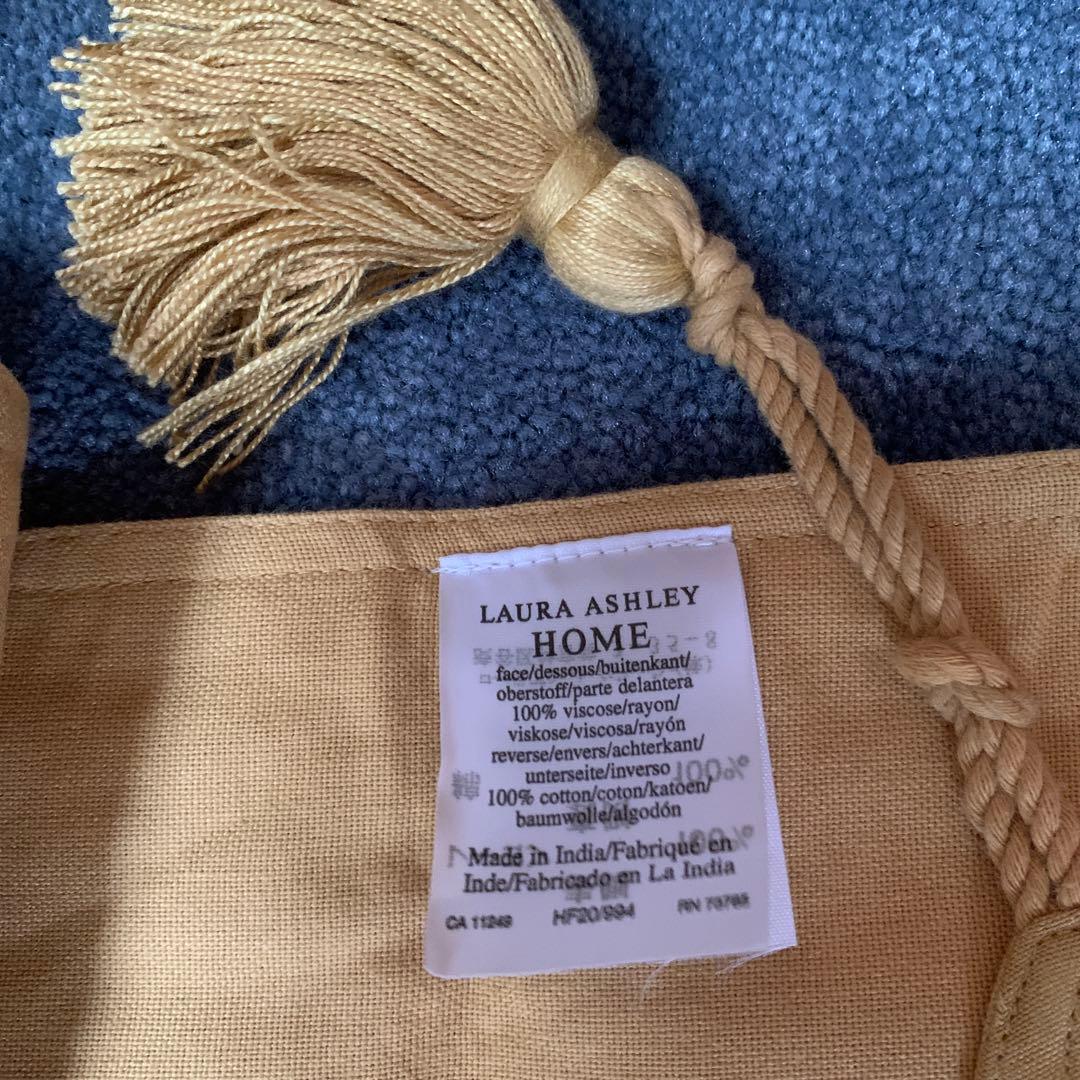 LAURA ASHLEY
HOME
face/dessous/buitenkant/
oberstoff/parte delantera
100% viscose/rayon/
viskose/viscosa/rayón
reverse/envers/achterkant/
unterseite/inverso
100% cotton/coton/katoen/
baumwolle/algodón
Made in India/Fabriqué en
Inde/Fabricado en La India
CA 11249 HF20/994 RN